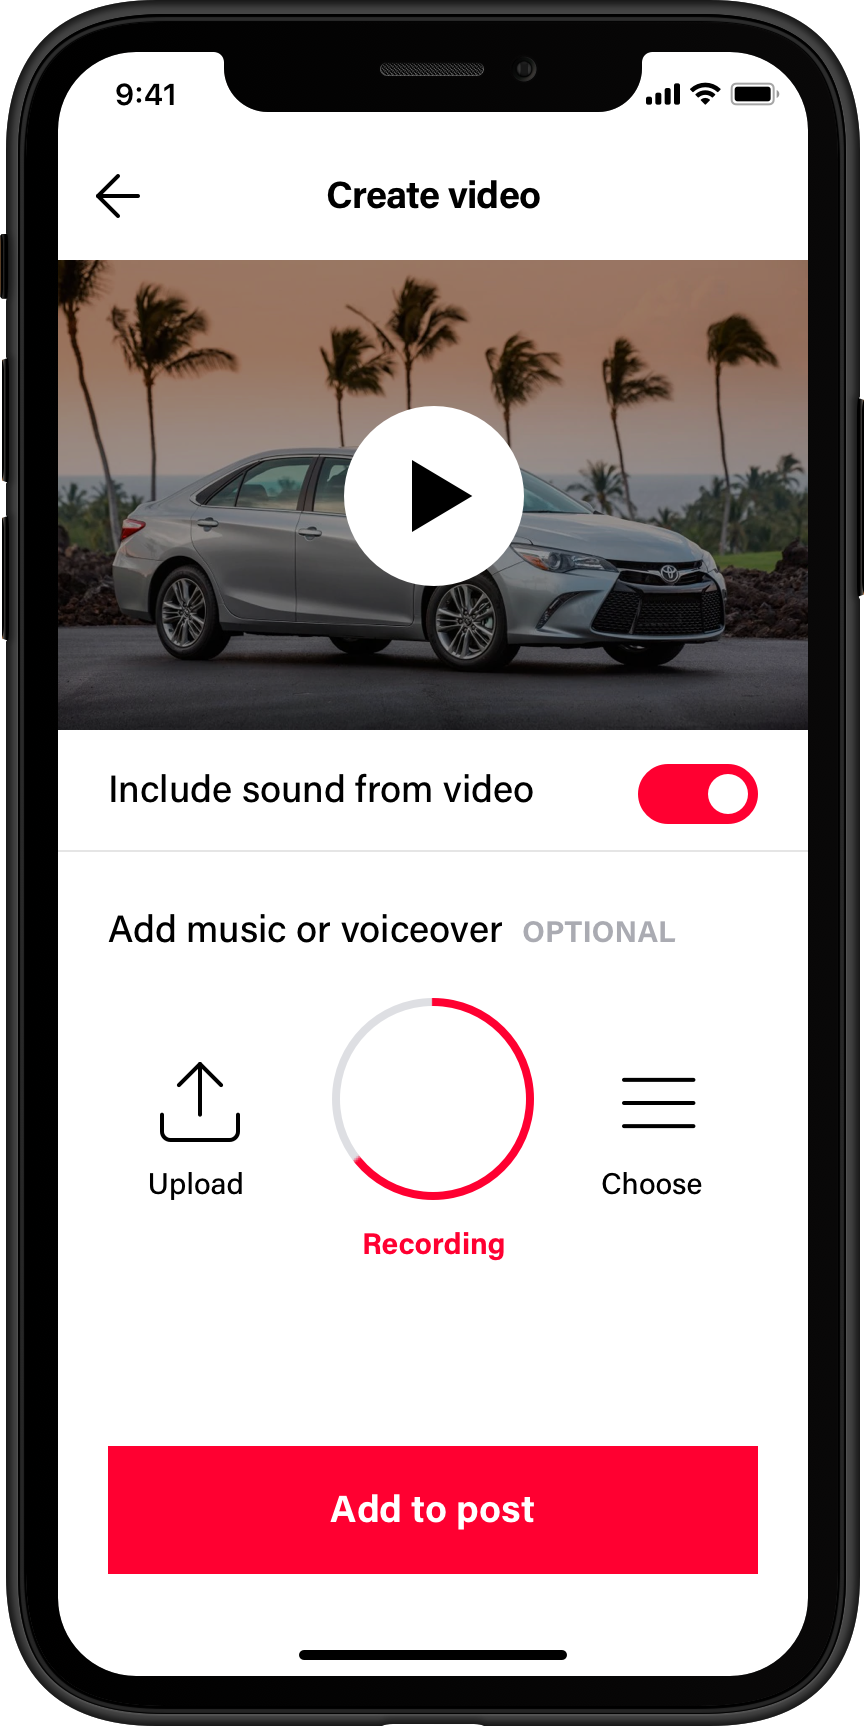 9:41
Create video
Include sound from video
Add music or voiceover OPTIONAL
Upload
Choose
Recording
Add to post